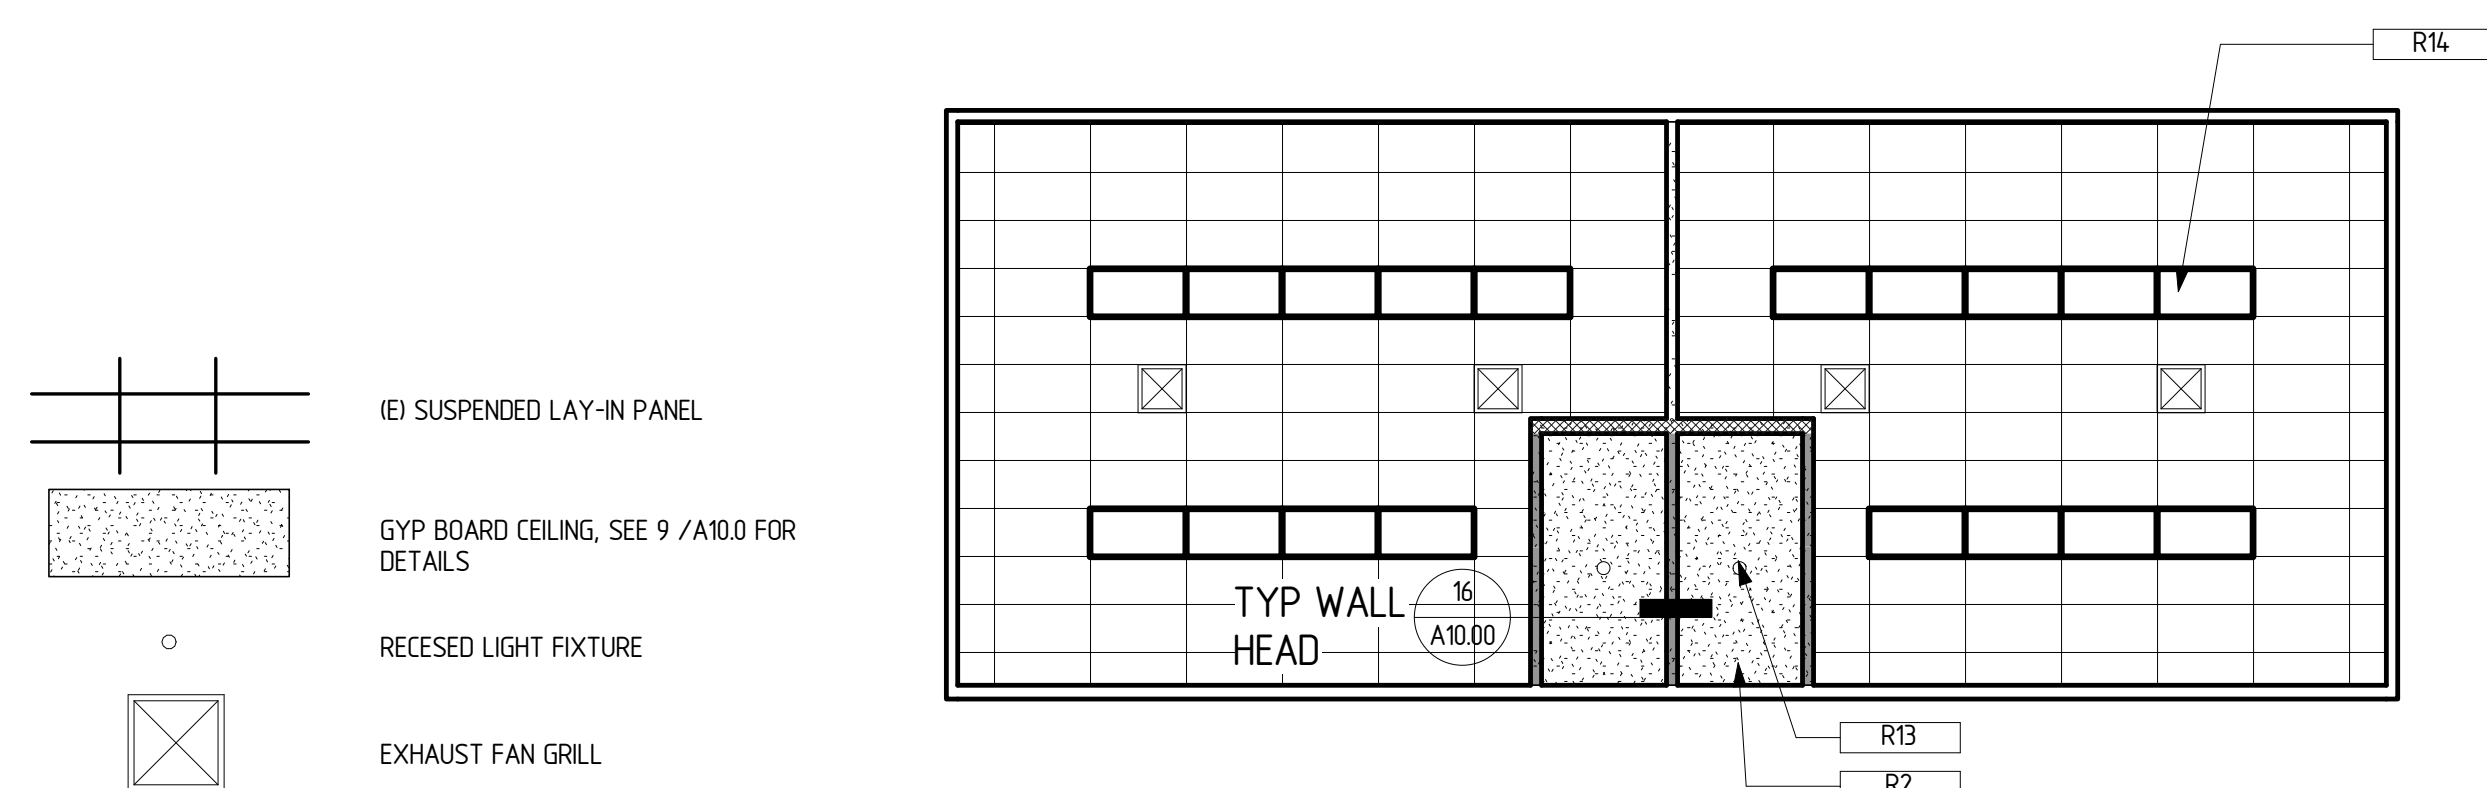 R14
(E) SUSPENDED LAY-IN PANEL
GYP BOARD CEILING, SEE 9 /A10.0 FOR
DETAILS
TYP WALL
HEAD
16
A10.00
RECESED LIGHT FIXTURE
R13
EXHAUST FAN GRILL
R2